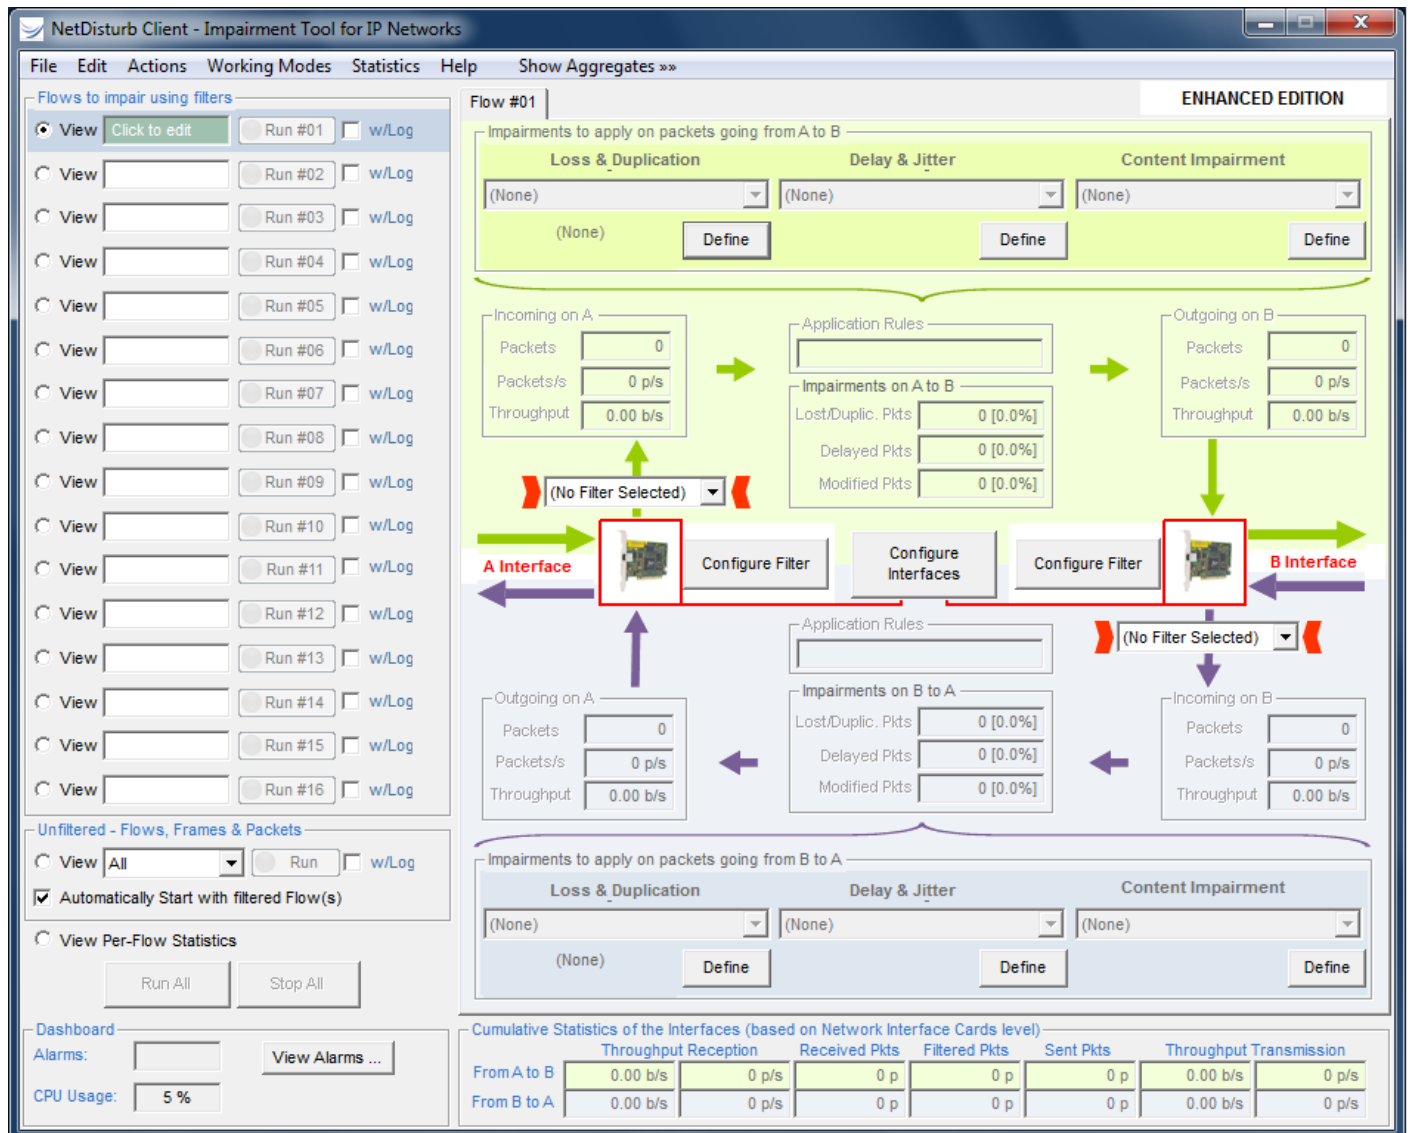 NetDisturb Client - Impairment Tool for IP Networks
File Edit Actions Working Modes Statistics Help Show Aggregates »»
Flows to impair using filters
View Click to edit Run #01 w/Log
View Run #02 w/Log
View Run #03 w/Log
View Run #04 w/Log
View Run #05 w/Log
View Run #06 w/Log
View Run #07 w/Log
View Run #08 w/Log
View Run #09 w/Log
View Run #10 w/Log
View Run #11 w/Log
View Run #12 w/Log
View Run #13 w/Log
View Run #14 w/Log
View Run #15 w/Log
View Run #16 w/Log
Unfiltered - Flows, Frames & Packets
View All Run w/Log
Automatically Start with filtered Flow(s)
View Per-Flow Statistics
Run All Stop All
Dashboard
Alarms: View Alarms ...
CPU Usage: 5 %
Flow #01 ENHANCED EDITION
Impairments to apply on packets going from A to B
Loss & Duplication Delay & Jitter Content Impairment
(None) (None) (None)
(None) Define Define Define
Incoming on A
Packets 0
Packets/s 0 p/s
Throughput 0.00 b/s
Application Rules
Impairments on A to B
Lost/Duplic. Pkts 0 [0.0%]
Delayed Pkts 0 [0.0%]
Modified Pkts 0 [0.0%]
Outgoing on B
Packets 0
Packets/s 0 p/s
Throughput 0.00 b/s
(No Filter Selected)
A Interface Configure Filter Configure Interfaces Configure Filter B Interface
(No Filter Selected)
Outgoing on A
Packets 0
Packets/s 0 p/s
Throughput 0.00 b/s
Application Rules
Impairments on B to A
Lost/Duplic. Pkts 0 [0.0%]
Delayed Pkts 0 [0.0%]
Modified Pkts 0 [0.0%]
Incoming on B
Packets 0
Packets/s 0 p/s
Throughput 0.00 b/s
Impairments to apply on packets going from B to A
Loss & Duplication Delay & Jitter Content Impairment
(None) (None) (None)
(None) Define Define Define
Cumulative Statistics of the Interfaces (based on Network Interface Cards level)
Throughput Reception Received Pkts Filtered Pkts Sent Pkts Throughput Transmission
From A to B 0.00 b/s 0 p/s 0 p 0 p 0 p 0.00 b/s 0 p/s
From B to A 0.00 b/s 0 p/s 0 p 0 p 0 p 0.00 b/s 0 p/s